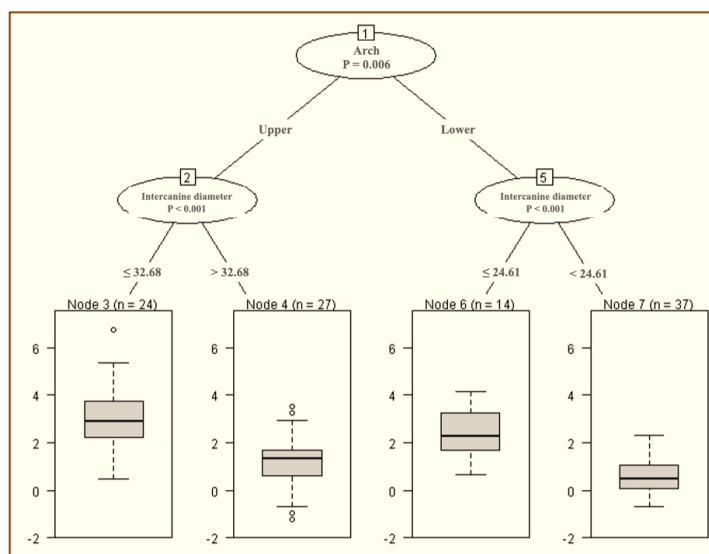 1
Arch
P = 0.006
Upper
Lower
2
Intercanine diameter
P < 0.001
5
Intercanine diameter
P < 0.001
≤ 32.68
> 32.68
≤ 24.61
< 24.61
Node 3 (n = 24)
Node 4 (n = 27)
Node 6 (n = 14)
Node 7 (n = 37)
6
4
2
0
-2
6
4
2
0
-2
6
4
2
0
-2
6
4
2
0
-2